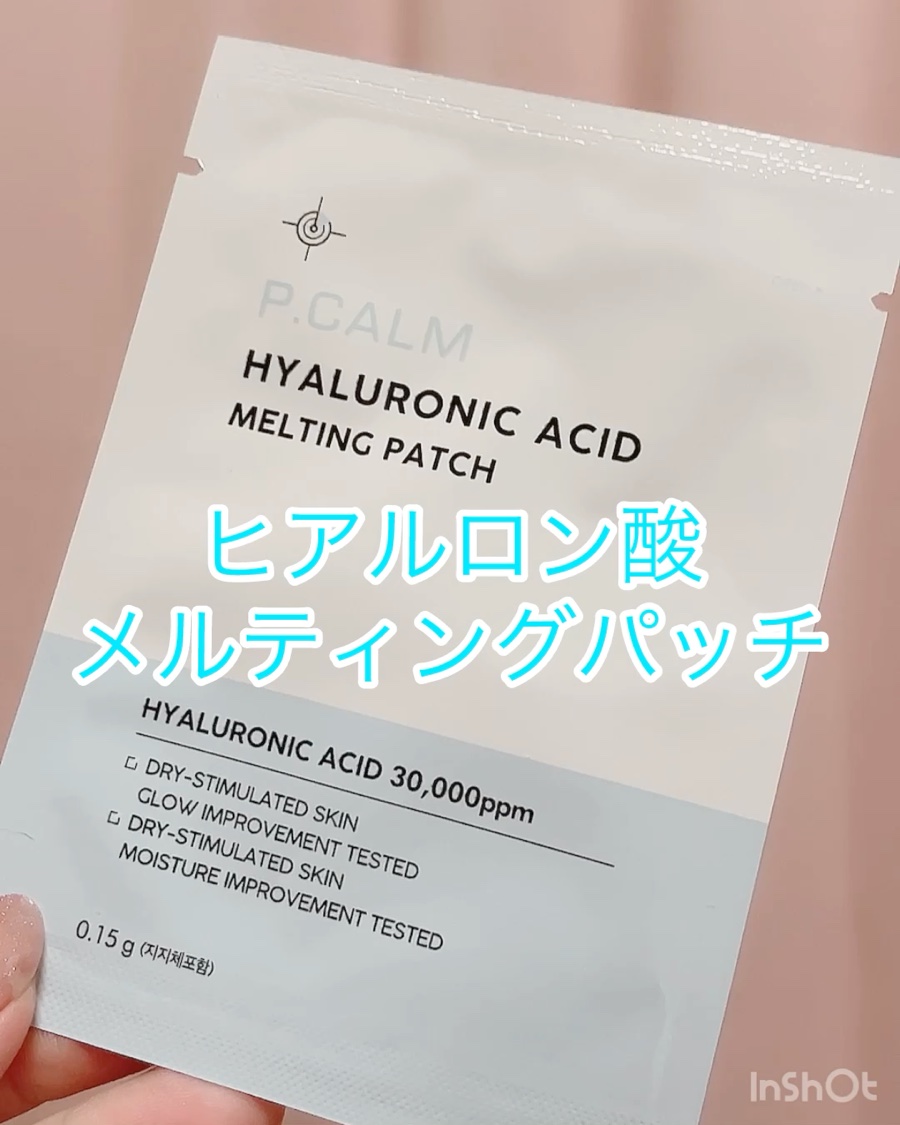 P.CALM
HYALURONIC ACID
MELTING PATCH
ヒアルロン酸
メルティングパッチ
HYALURONIC ACID 30,000ppm
DRY-STIMULATED SKIN
GLOW IMPROVEMENT TESTED
DRY-STIMULATED SKIN
MOISTURE IMPROVEMENT TESTED
0.15 g (지지체포함)
InShOt